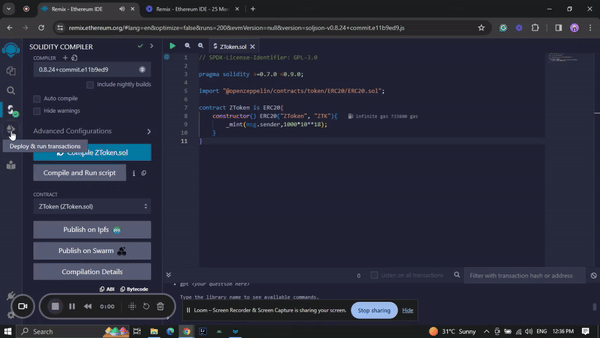 Remix - Ethereum IDE
Remix - Ethereum IDE - 25 Mo
remix.ethereum.org/#lang=en&optimize=false&runs=200&evmVersion=null&version=soljson-v0.8.24+commit.e11b9ed9.js
SOLIDITY COMPILER
COMPILER
0.8.24+commit.e11b9ed9
Include nightly builds
Auto compile
Hide warnings
Advanced Configurations
Deploy & run transactions
Compile ZToken.sol
Compile and Run script
CONTRACT
ZToken (ZToken.sol)
Publish on Ipfs
Publish on Swarm
Compilation Details
ABI
Bytecode
ZToken.sol
1
2
3
4
5
6
7
8
9
10
11
// SPDX-License-Identifier: GPL-3.0
pragma solidity >=0.7.0 <0.9.0;
import "@openzeppelin/contracts/token/ERC20/ERC20.sol";
contract ZToken is ERC20{
constructor() ERC20("ZToken", "ZTK"){
infinite gas
_mint(msg.sender,1000*10**18);
}
}
0
Listen on all transactions
Filter with transaction hash or address
gpt <your question here>
Type the library name to see available commands.
0:00
Loom – Screen Recorder & Screen Capture is sharing your screen.
Stop sharing
Hide
Search
31°C Sunny
ENG
12:36 PM